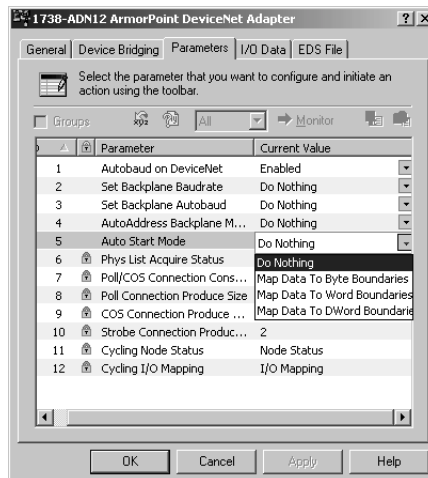 1738-ADN12 ArmorPoint DeviceNet Adapter
General Device Bridging Parameters I/O Data EDS File
Select the parameter that you want to configure and initiate an
action using the toolbar.
Groups All Monitor
Parameter Current Value
1 Autobaud on DeviceNet Enabled
2 Set Backplane Baudrate Do Nothing
3 Set Backplane Autobaud Do Nothing
4 AutoAddress Backplane M... Do Nothing
5 Auto Start Mode Do Nothing
6 Phys List Acquire Status Do Nothing
7 Poll/COS Connection Cons... Map Data To Byte Boundaries
8 Poll Connection Produce Size Map Data To Word Boundaries
9 COS Connection Produce ... Map Data To DWord Boundarie
10 Strobe Connection Produc... 2
11 Cycling Node Status Node Status
12 Cycling I/O Mapping I/O Mapping
OK Cancel Apply Help